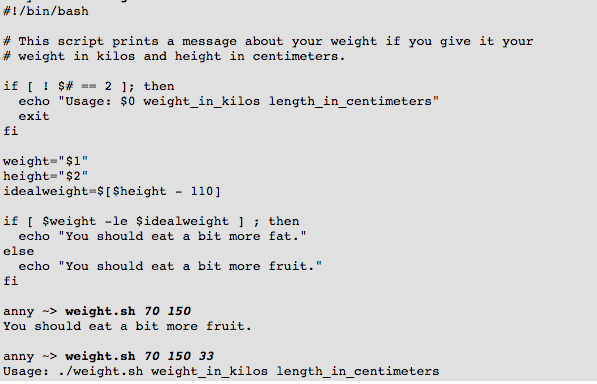 #!/bin/bash

# This script prints a message about your weight if you give it your
# weight in kilos and height in centimeters.

if [ ! $# == 2 ]; then
  echo "Usage: $0 weight_in_kilos length_in_centimeters"
  exit
fi

weight="$1"
height="$2"
idealweight=$[$height - 110]

if [ $weight -le $idealweight ] ; then
  echo "You should eat a bit more fat."
else
  echo "You should eat a bit more fruit."
fi

anny ~> weight.sh 70 150
You should eat a bit more fruit.

anny ~> weight.sh 70 150 33
Usage: ./weight.sh weight_in_kilos length_in_centimeters